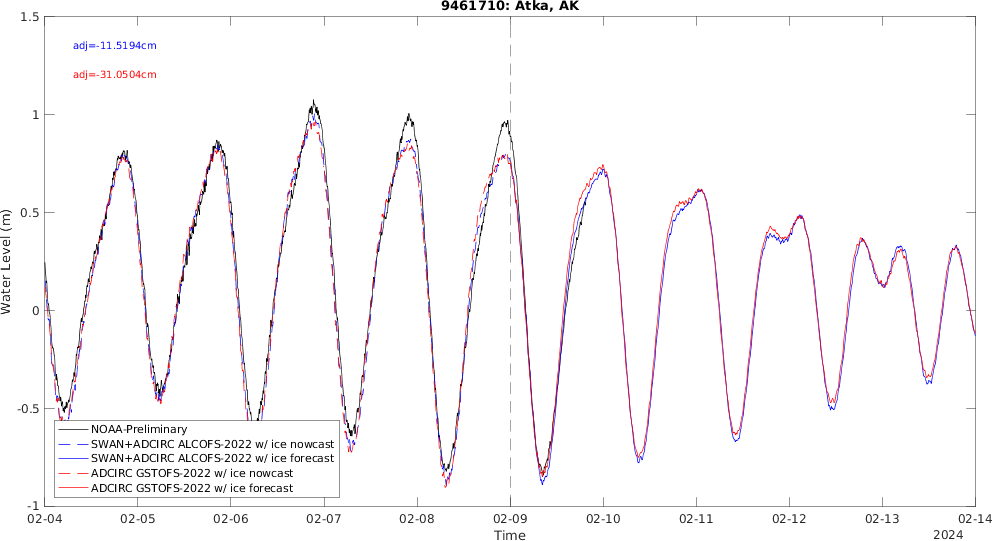 9461710: Atka, AK
adj=-11.5194cm
adj=-31.0504cm
Water Level (m)
1.5
1
0.5
0
-0.5
-1
NOAA-Preliminary
SWAN+ADCIRC ALCOFS-2022 w/ ice nowcast
SWAN+ADCIRC ALCOFS-2022 w/ ice forecast
ADCIRC GSTOFS-2022 w/ ice nowcast
ADCIRC GSTOFS-2022 w/ ice forecast
02-04 02-05 02-06 02-07 02-08 02-09 02-10 02-11 02-12 02-13 02-14
Time
2024